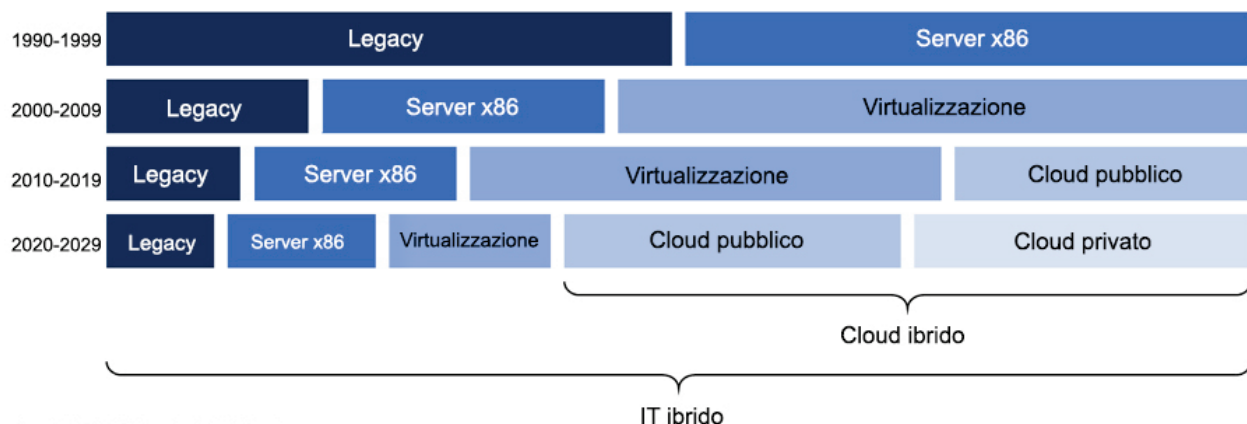 1990-1999 Legacy Server x86
2000-2009 Legacy Server x86 Virtualizzazione
2010-2019 Legacy Server x86 Virtualizzazione Cloud pubblico
2020-2029 Legacy Server x86 Virtualizzazione Cloud pubblico Cloud privato
Cloud ibrido
IT ibrido